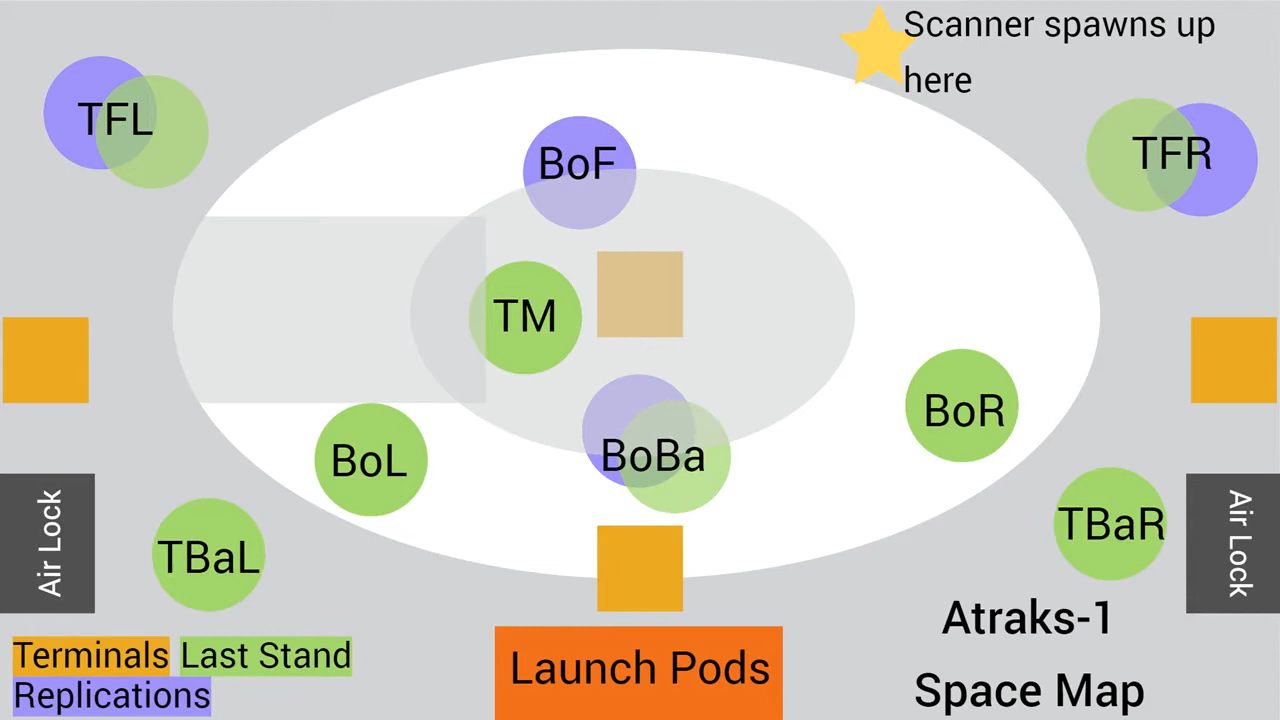 Scanner spawns up
here
TFL
BoF
TFR
TM
BoL
BoBa
BoR
Air Lock
TBaL
TBaR
Air Lock
Atraks-1
Space Map
Terminals Last Stand
Replications
Launch Pods